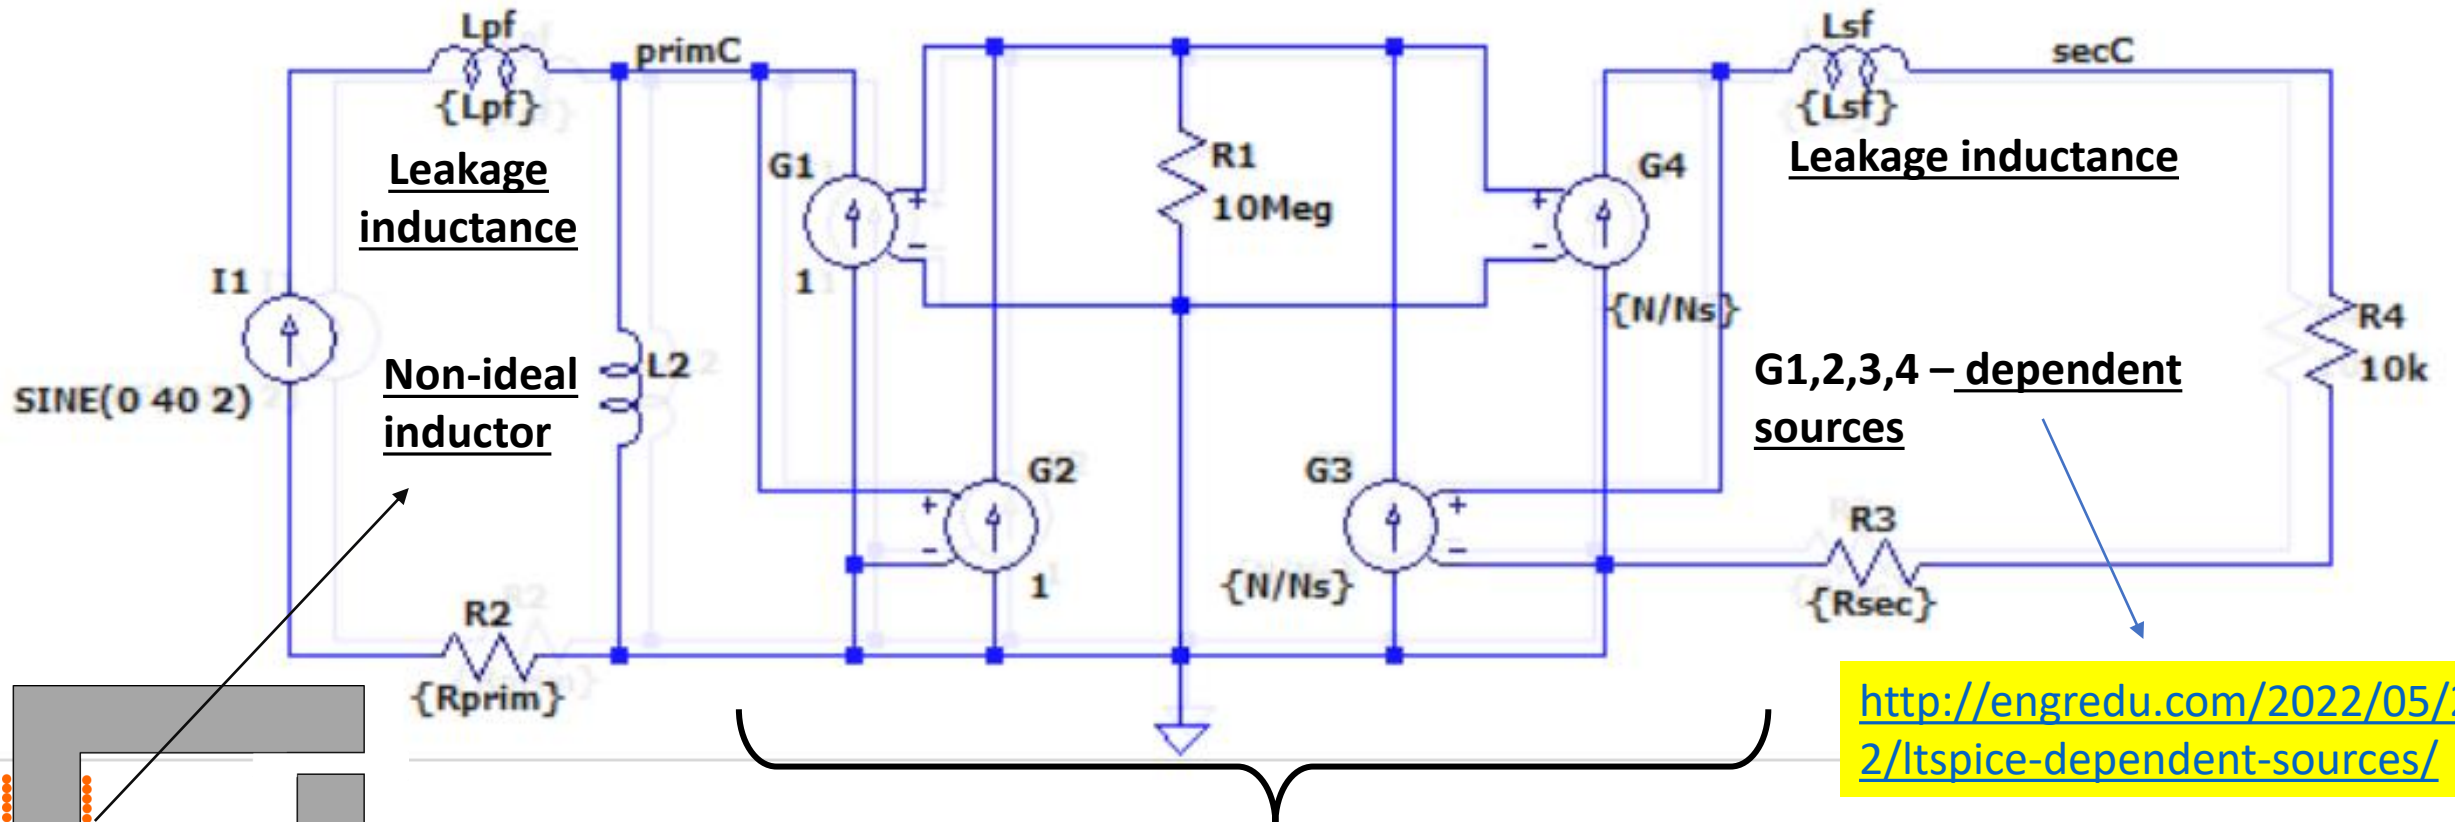 Lpf
{Lpf}
primC
Leakage
inductance
I1
SINE(0 40 2)
Non-ideal
inductor
L2
R2
{Rprim}
G1
1
G2
1
R1
10Meg
G4
{N/Ns}
G3
{N/Ns}
Lsf
{Lsf}
secC
Leakage inductance
R4
10k
G1,2,3,4 – dependent
sources
R3
{Rsec}
http://engredu.com/2022/05/2
2/ltspice-dependent-sources/